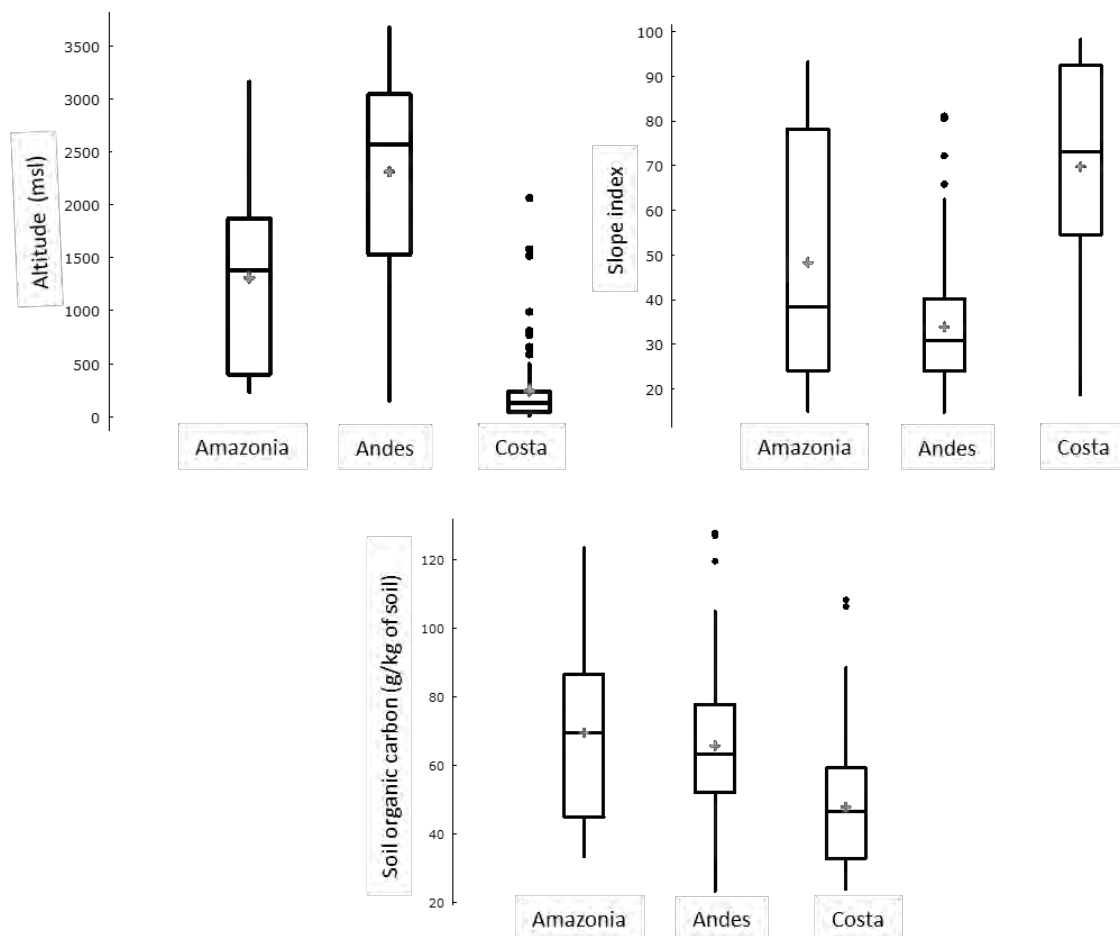 Altitude (msl)
3500
3000
2500
2000
1500
1000
500
0
Amazonia
Andes
Costa
Slope index
100
90
80
70
60
50
40
30
20
Amazonia
Andes
Costa
Soil organic carbon (g/kg of soil)
120
100
80
60
40
20
Amazonia
Andes
Costa